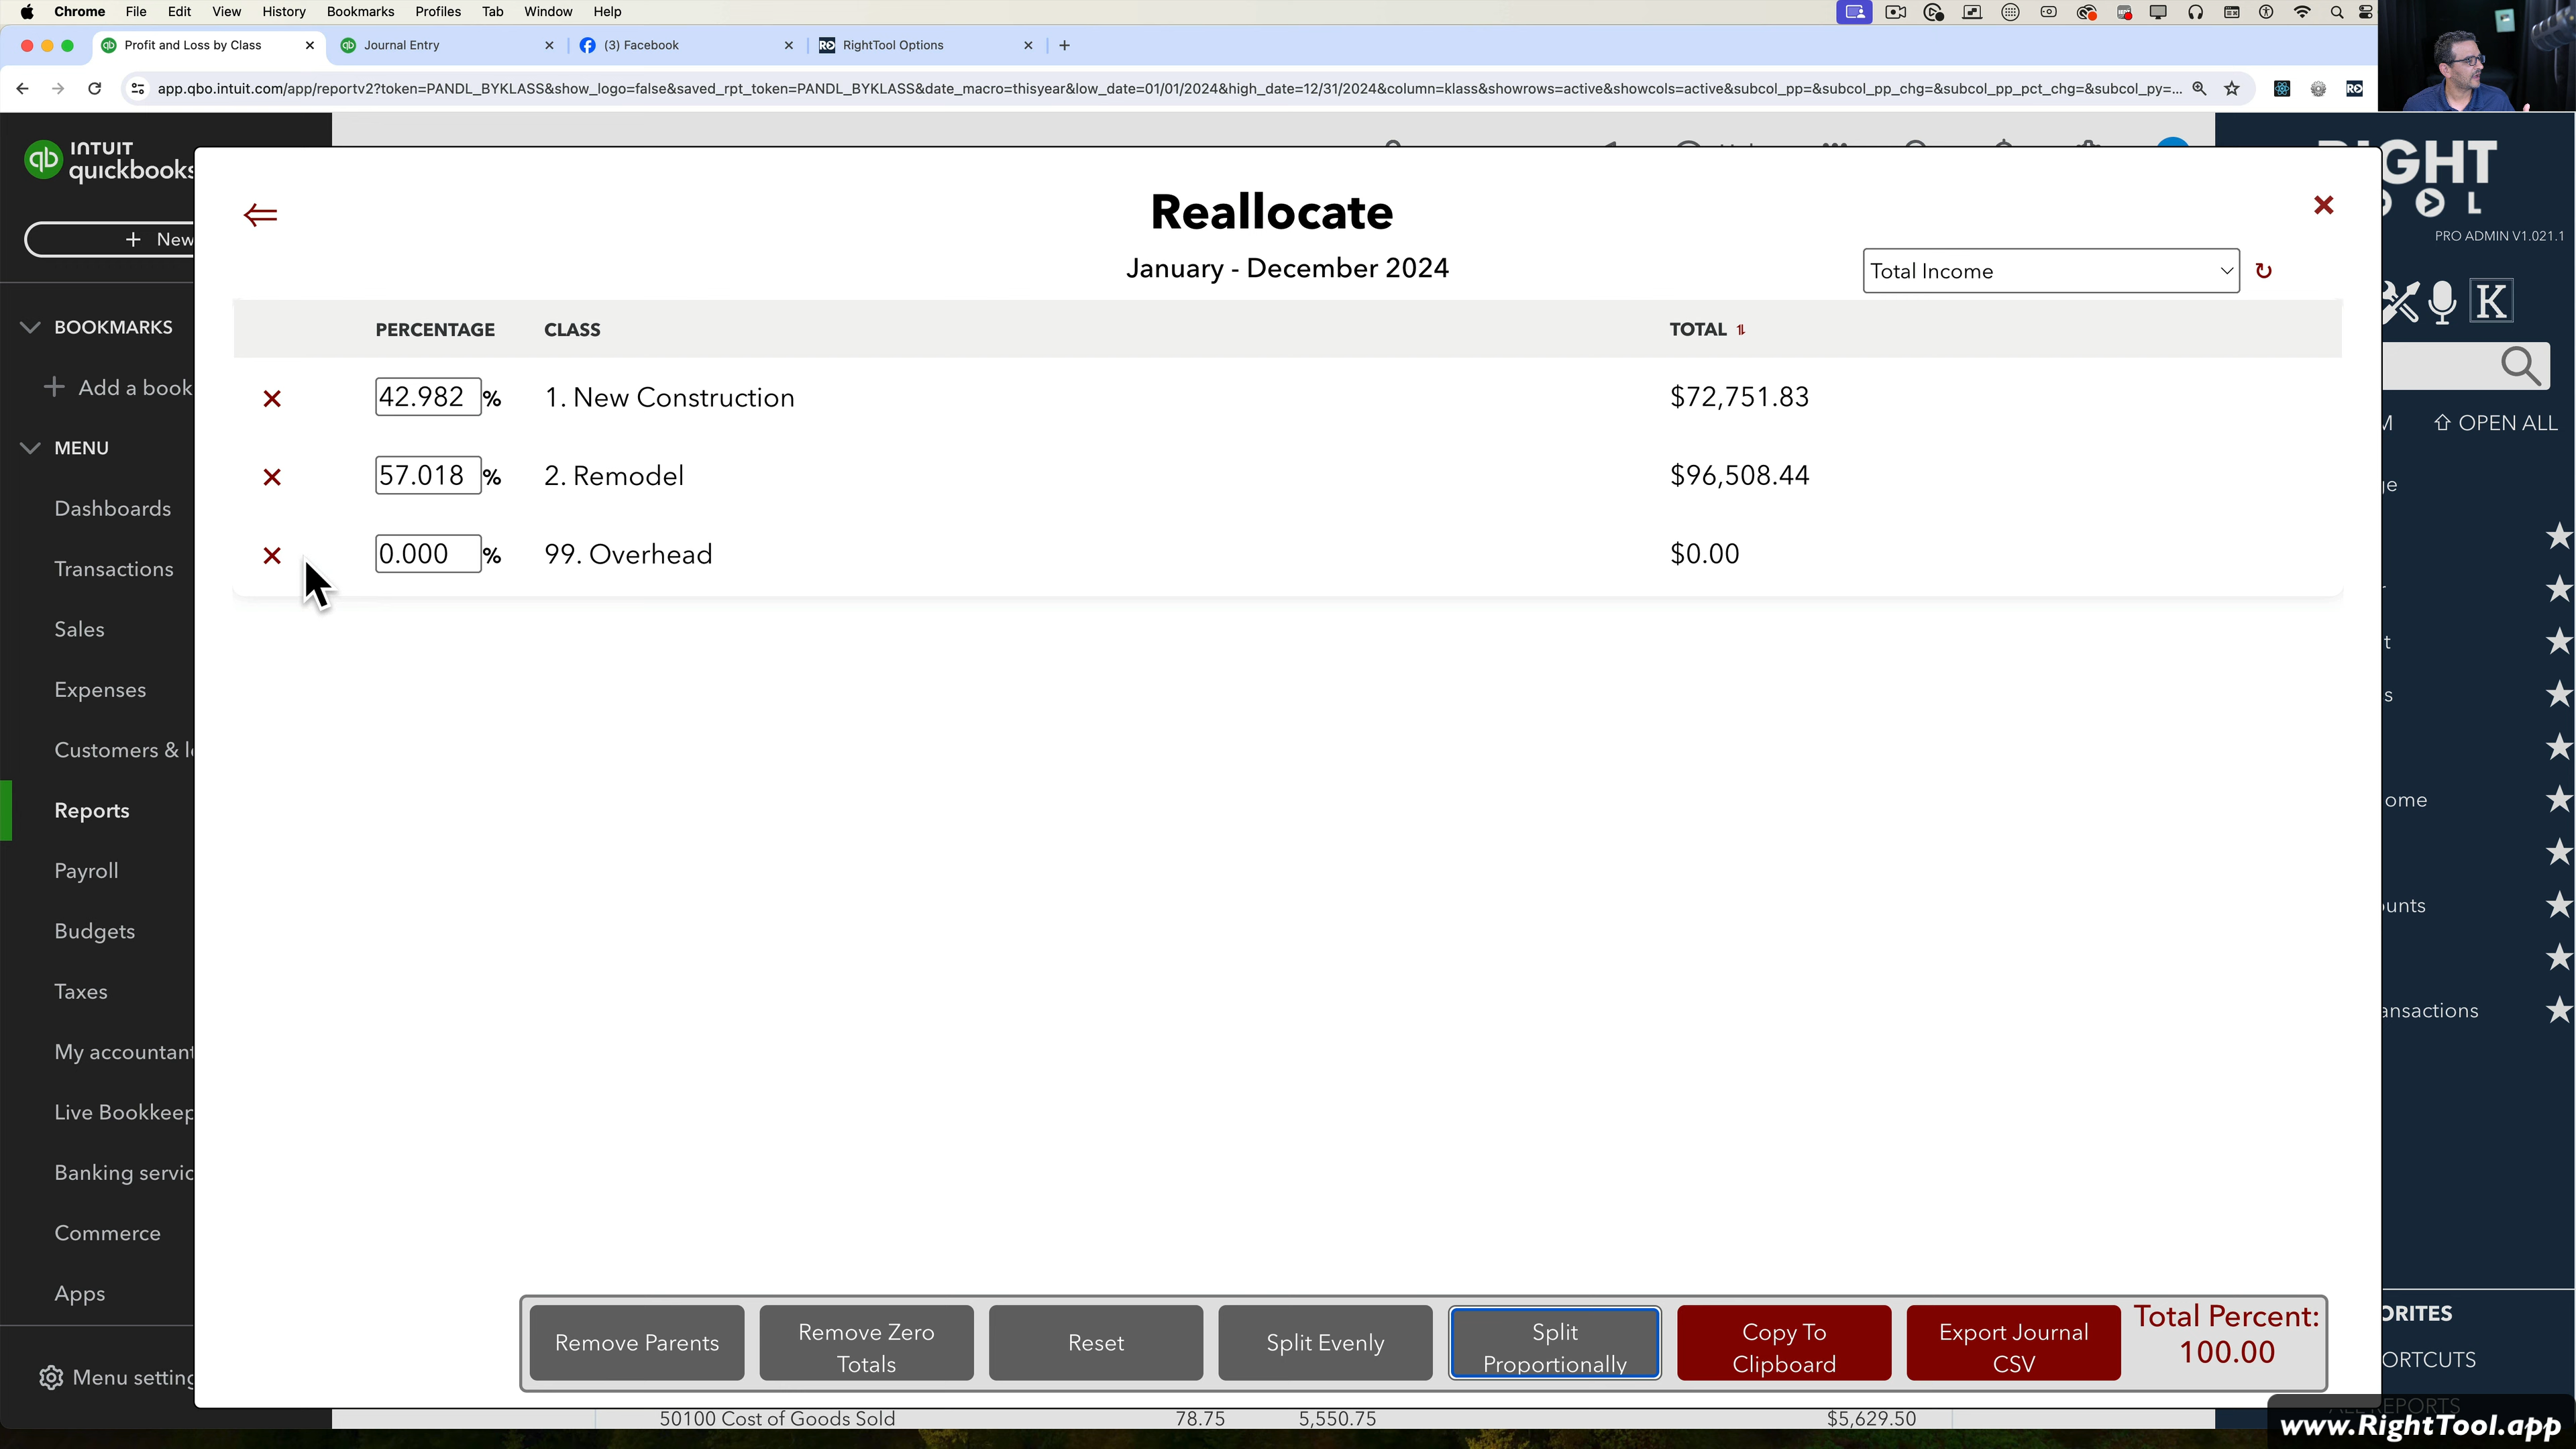 Chrome File Edit View History Bookmarks Profiles Tab Window Help
Profit and Loss by Class
Journal Entry
(3) Facebook
RightTool Options
app.qbo.intuit.com/app/reportv2?token=PANDL_BYKLASS&show_logo=false&saved_rpt_token=PANDL_BYKLASS&date_macro=thisyear&low_date=01/01/2024&high_date=12/31/2024&column=klass&showrows=active&showcols=active&subcol_pp=&subcol_pp_chg=&subcol_pp_pct_chg=&subcol_py=...
INTUIT
quickbooks
+ New
BOOKMARKS
+ Add a book
MENU
Dashboards
Transactions
Sales
Expenses
Customers & l
Reports
Payroll
Budgets
Taxes
My accountant
Live Bookkeep
Banking servic
Commerce
Apps
Menu setting
Reallocate
January - December 2024
Total Income
PERCENTAGE CLASS TOTAL
42.982 % 1. New Construction $72,751.83
57.018 % 2. Remodel $96,508.44
0.000 % 99. Overhead $0.00
Remove Parents
Remove Zero
Totals
Reset
Split Evenly
Split
Proportionally
Copy To
Clipboard
Export Journal
CSV
Total Percent:
100.00
50100 Cost of Goods Sold 78.75 5,550.75 $5,629.50
GHT
L
PRO ADMIN V1.021.1
K
M OPEN ALL
ge
r
t
s
ome
unts
ansactions
ORITES
ORTCUTS
REPORTS
www.RightTool.app